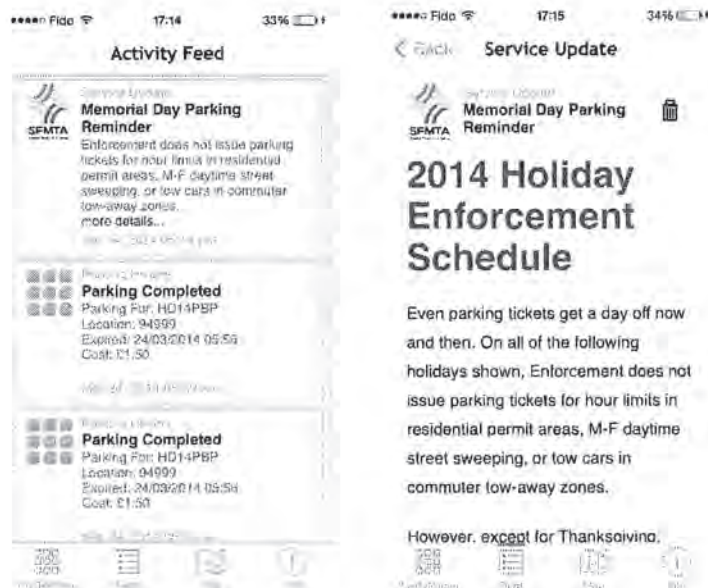 Fido 17:14 33%
Activity Feed
Service Update
Memorial Day Parking
Reminder
Enforcement does not issue parking
tickets for hour limits in residential
permit areas, M-F daytime street
sweeping, or tow cars in commuter
tow-away zones.
more details...
SFMTA
Parking Completed
Parking For: HD14PBP
Location: 94999
Expired: 24/03/2014 05:56
Cost: £1.50
Parking Completed
Parking For: HD14PBP
Location: 94999
Expired: 24/03/2014 05:56
Cost: £1.50
Fido 17:15 34%
Back Service Update
Service Update
Memorial Day Parking
Reminder
SFMTA
2014 Holiday
Enforcement
Schedule
Even parking tickets get a day off now
and then. On all of the following
holidays shown, Enforcement does not
issue parking tickets for hour limits in
residential permit areas, M-F daytime
street sweeping, or tow cars in
commuter tow-away zones.
However, except for Thanksgiving,